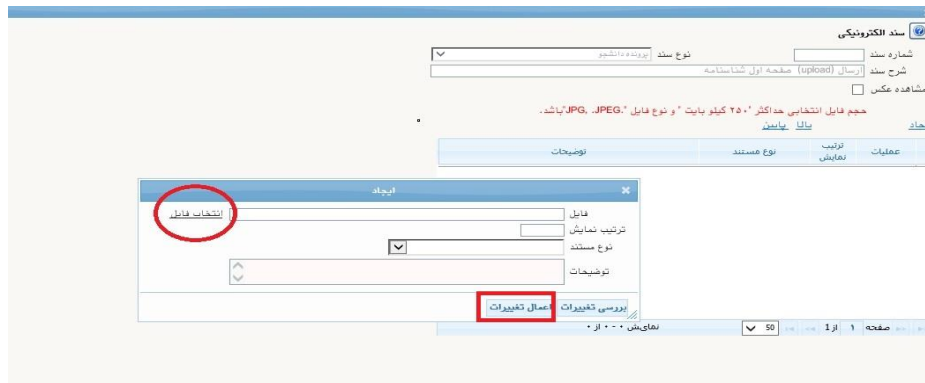 سند الکترونیکی
شماره سند نوع سند پرونده دانشجو
شرح سند ارسال (upload) صفحه اول شناسنامه
مشاهده عکس
حجم فایل انتخابی حداکثر "۲۵۰ کیلو بایت " و نوع فایل ".JPG, .JPEG"باشد.
بالا پایین
عملیات ترتیب نمایش نوع مستند توضیحات
ایجاد
فایل انتخاب فایل
ترتیب نمایش
نوع مستند
توضیحات
بررسی تغییرات اعمال تغییرات
صفحه ۱ از 1 50 نمایش ۰ - ۰ از ۰